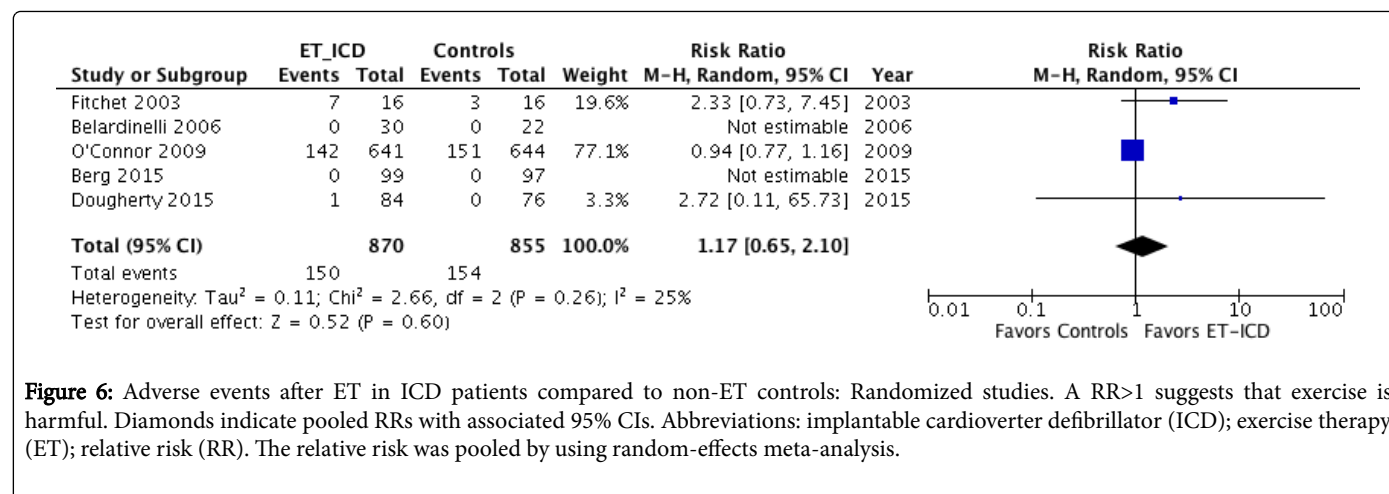 ET_ICD Controls Risk Ratio Risk Ratio
Study or Subgroup Events Total Events Total Weight M-H, Random, 95% CI Year M-H, Random, 95% CI
Fitchet 2003 7 16 3 16 19.6% 2.33 [0.73, 7.45] 2003
Belardinelli 2006 0 30 0 22 Not estimable 2006
O'Connor 2009 142 641 151 644 77.1% 0.94 [0.77, 1.16] 2009
Berg 2015 0 99 0 97 Not estimable 2015
Dougherty 2015 1 84 0 76 3.3% 2.72 [0.11, 65.73] 2015
Total (95% CI) 870 855 100.0% 1.17 [0.65, 2.10]
Total events 150 154
Heterogeneity: Tau² = 0.11; Chi² = 2.66, df = 2 (P = 0.26); I² = 25%
Test for overall effect: Z = 0.52 (P = 0.60)
0.01 0.1 1 10 100
Favors Controls Favors ET-ICD
Figure 6: Adverse events after ET in ICD patients compared to non-ET controls: Randomized studies. A RR>1 suggests that exercise is
harmful. Diamonds indicate pooled RRs with associated 95% CIs. Abbreviations: implantable cardioverter defibrillator (ICD); exercise therapy
(ET); relative risk (RR). The relative risk was pooled by using random-effects meta-analysis.